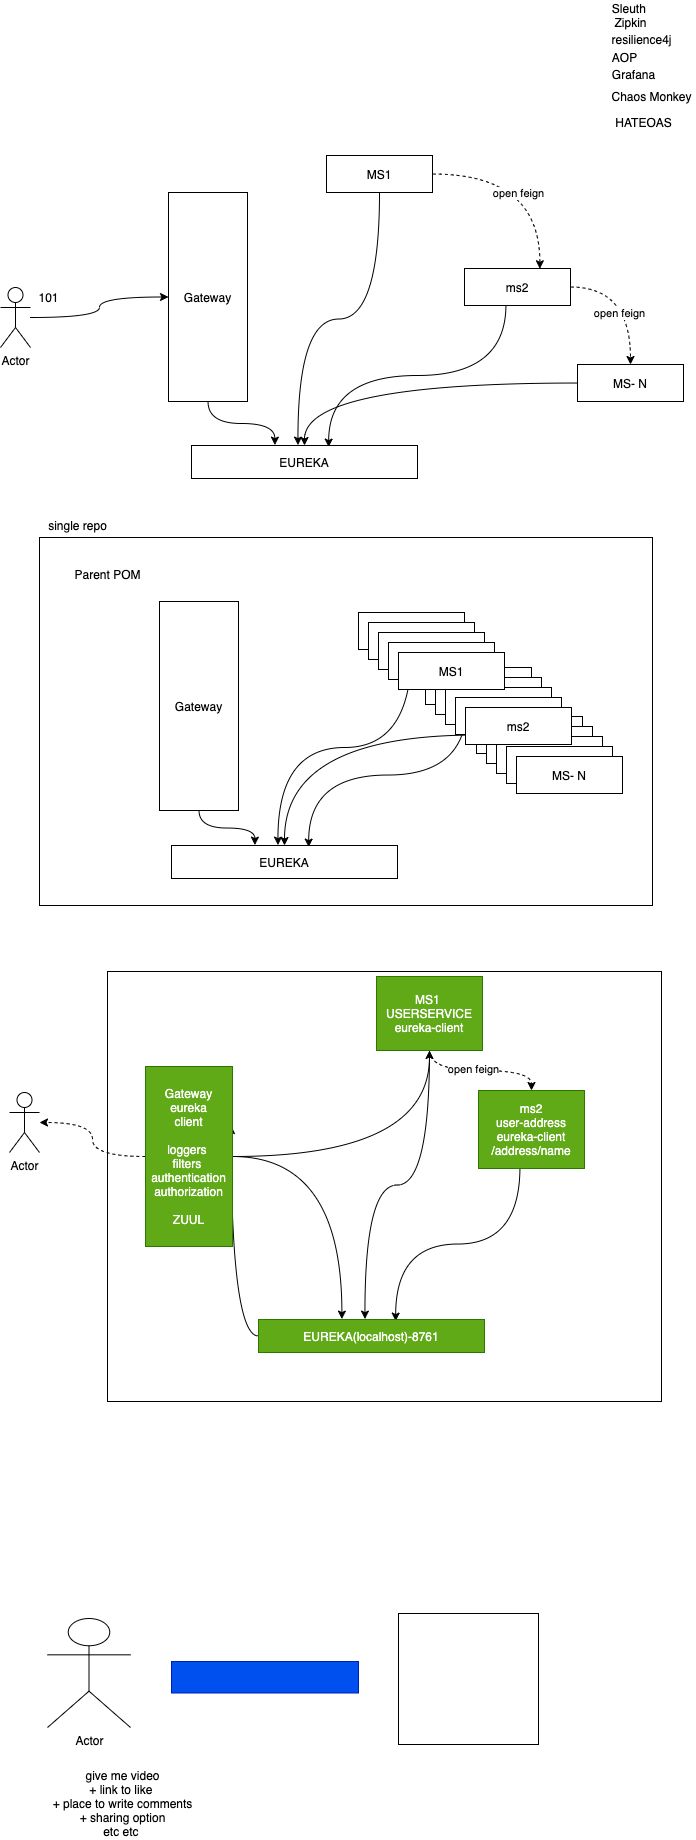 Sleuth
Zipkin
resilience4j
AOP
Grafana
Chaos Monkey
HATEOAS
MS1
open feign
Gateway
101
ms2
open feign
Actor
MS- N
EUREKA
single repo
Parent POM
MS1
Gateway
ms2
MS- N
EUREKA
MS1
USERSERVICE
eureka-client
open feign
Gateway
eureka
client
loggers
filters
authentication
authorization
ZUUL
ms2
user-address
eureka-client
/address/name
Actor
EUREKA(localhost)-8761
Actor
give me video
+ link to like
+ place to write comments
+ sharing option
etc etc